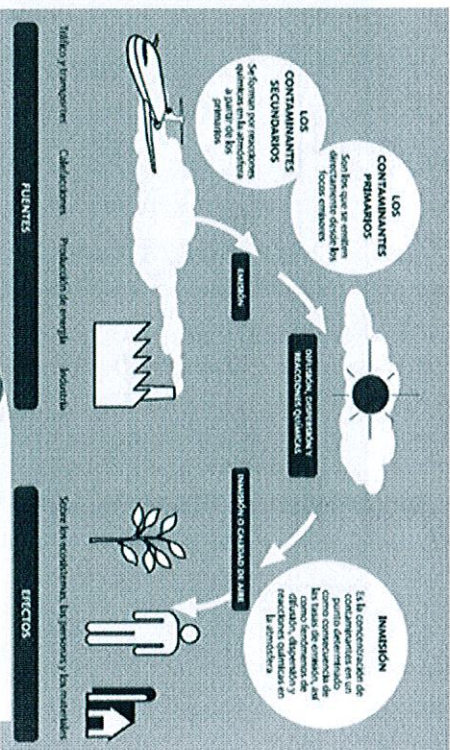 LOS
CONTAMINANTES
PRIMARIOS
Son los que se emiten
directamente desde los
focos emisores
LOS
CONTAMINANTES
SECUNDARIOS
Se forman por reacciones
químicas en la atmósfera
a partir de los
primarios
EMISIÓN
DIFUSIÓN, DISPERSIÓN Y
REACCIONES QUÍMICAS
INMISIÓN O CALIDAD DE AIRE
INMISIÓN
Es la concentración de
contaminantes en un
punto determinado
como consecuencia de
las tasas de emisión, así
como fenómenos de
difusión, dispersión y
reacciones químicas en
la atmósfera
Tráfico y transportes Calefacciones Producción de energía Industria
FUENTES
Sobre los ecosistemas, las personas y los materiales
EFECTOS